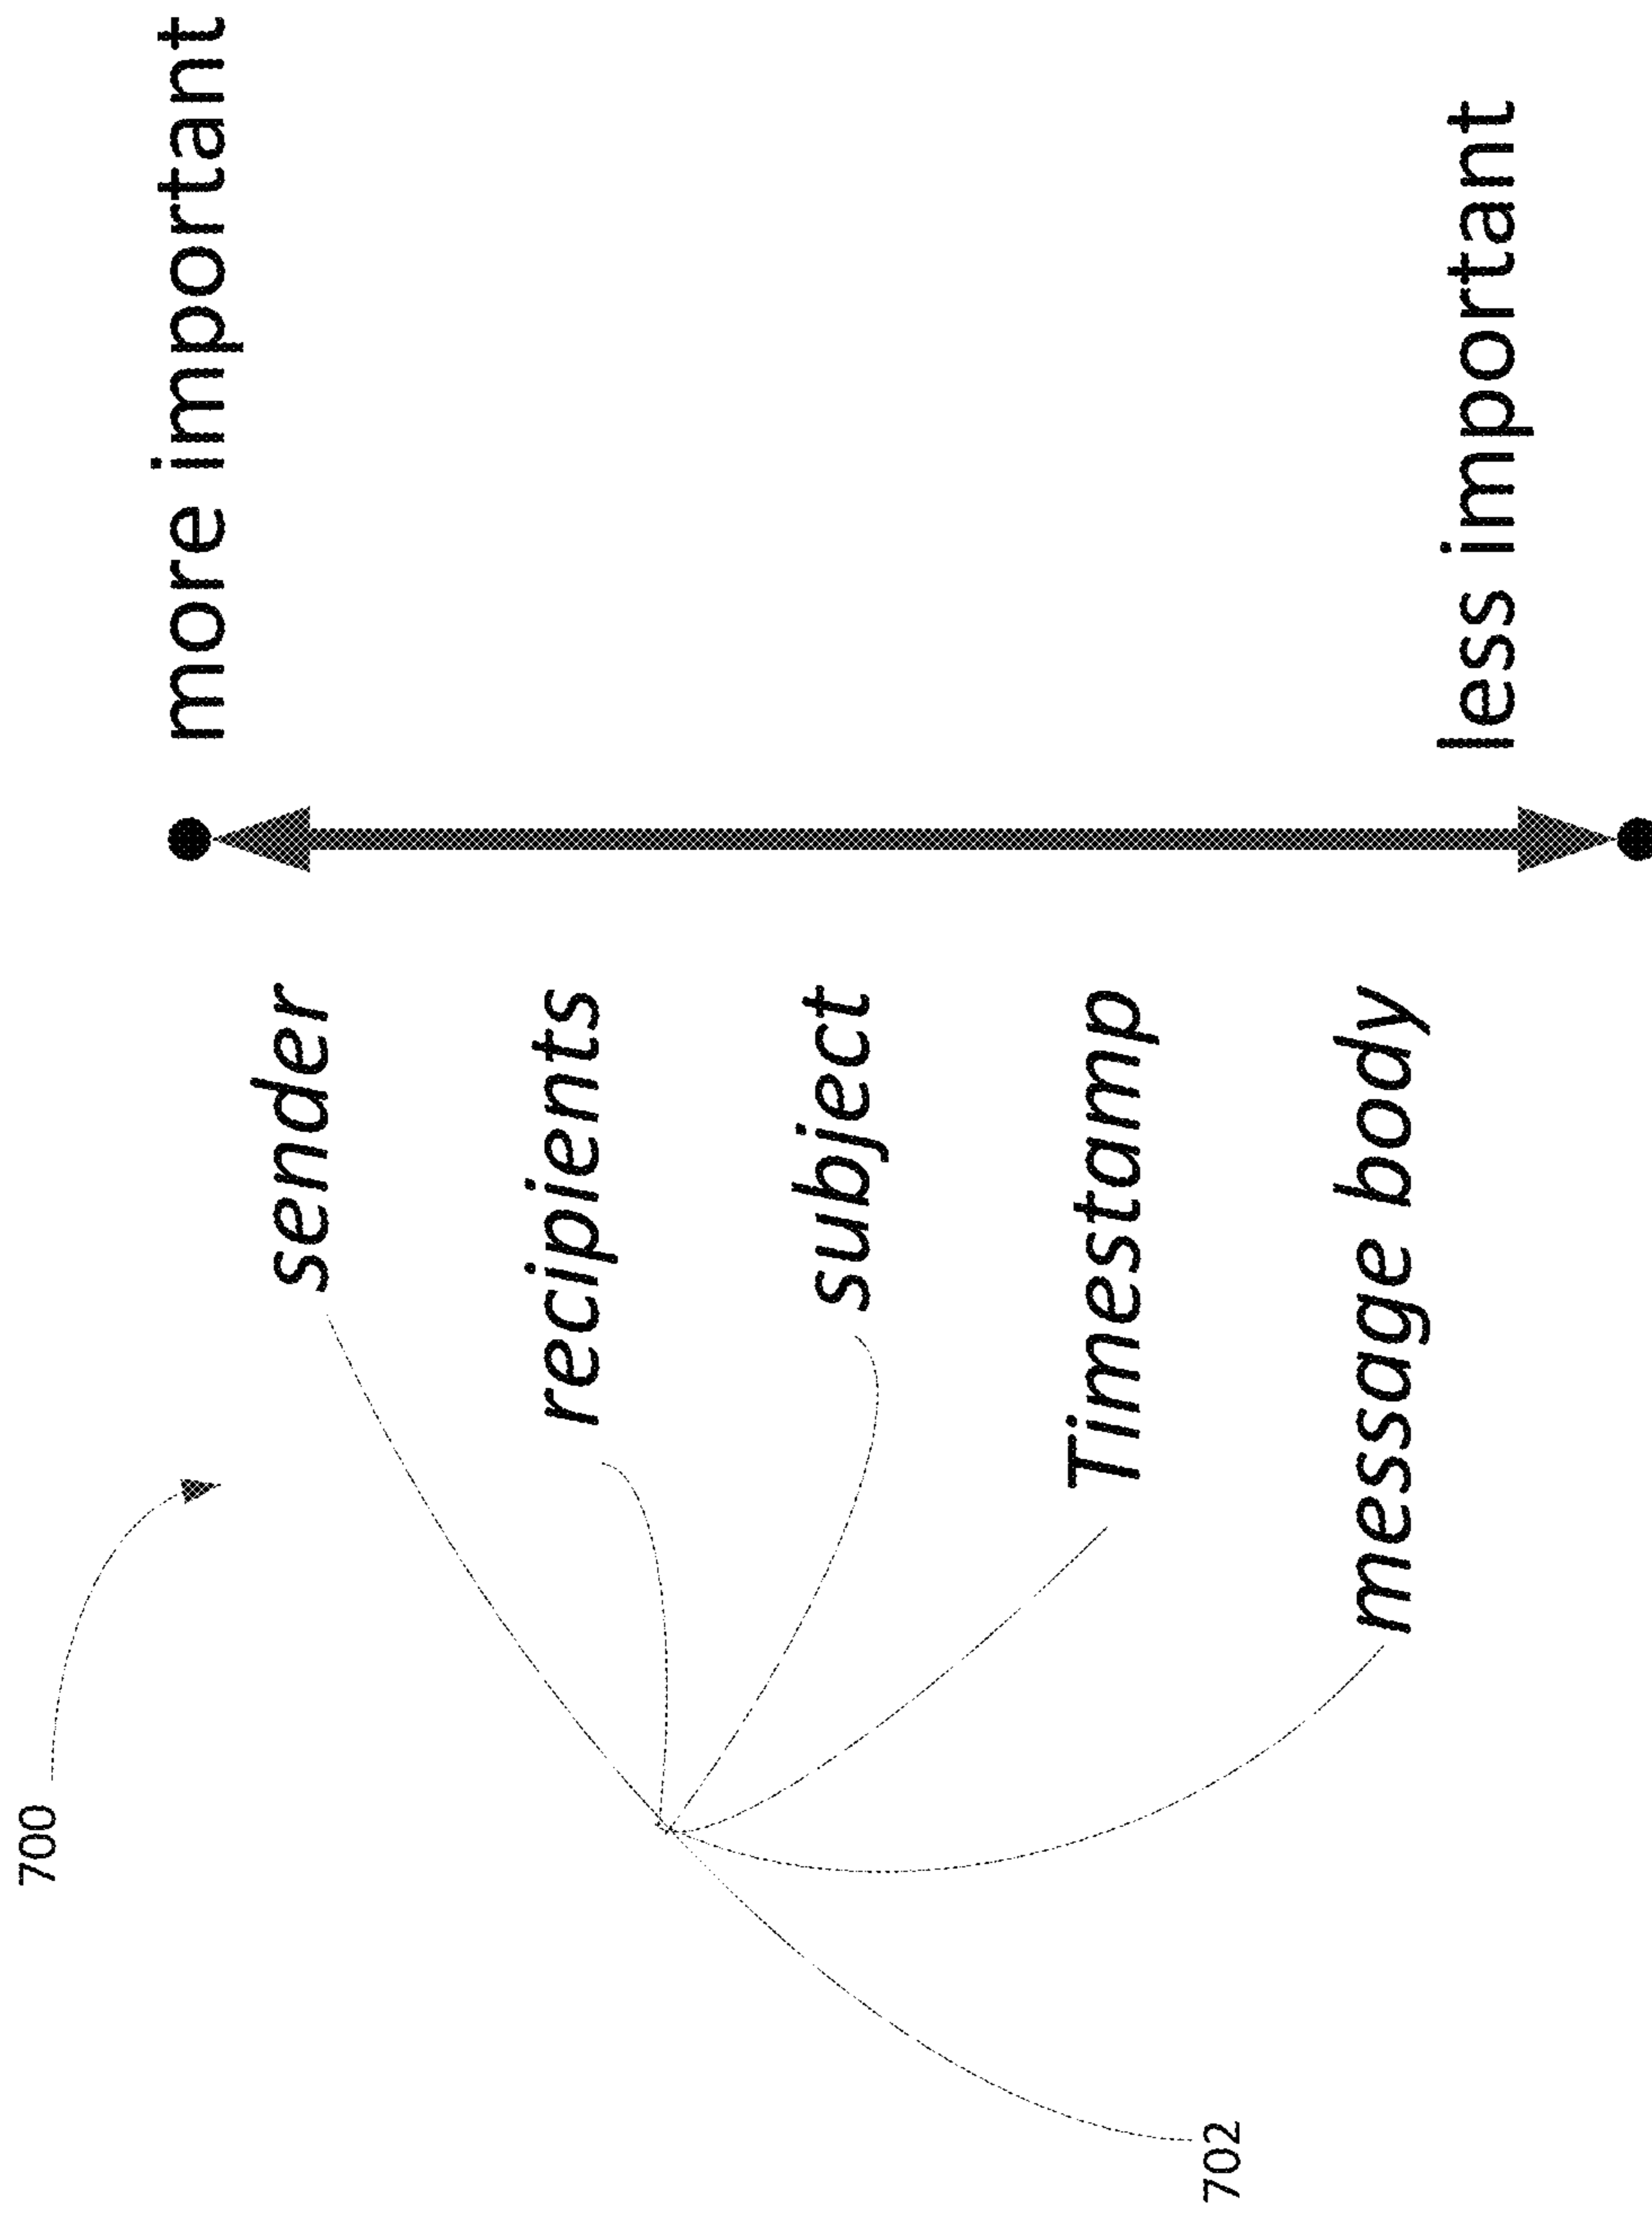 700
more important
sender
recipients
subject
Timestamp
702
message body
less important